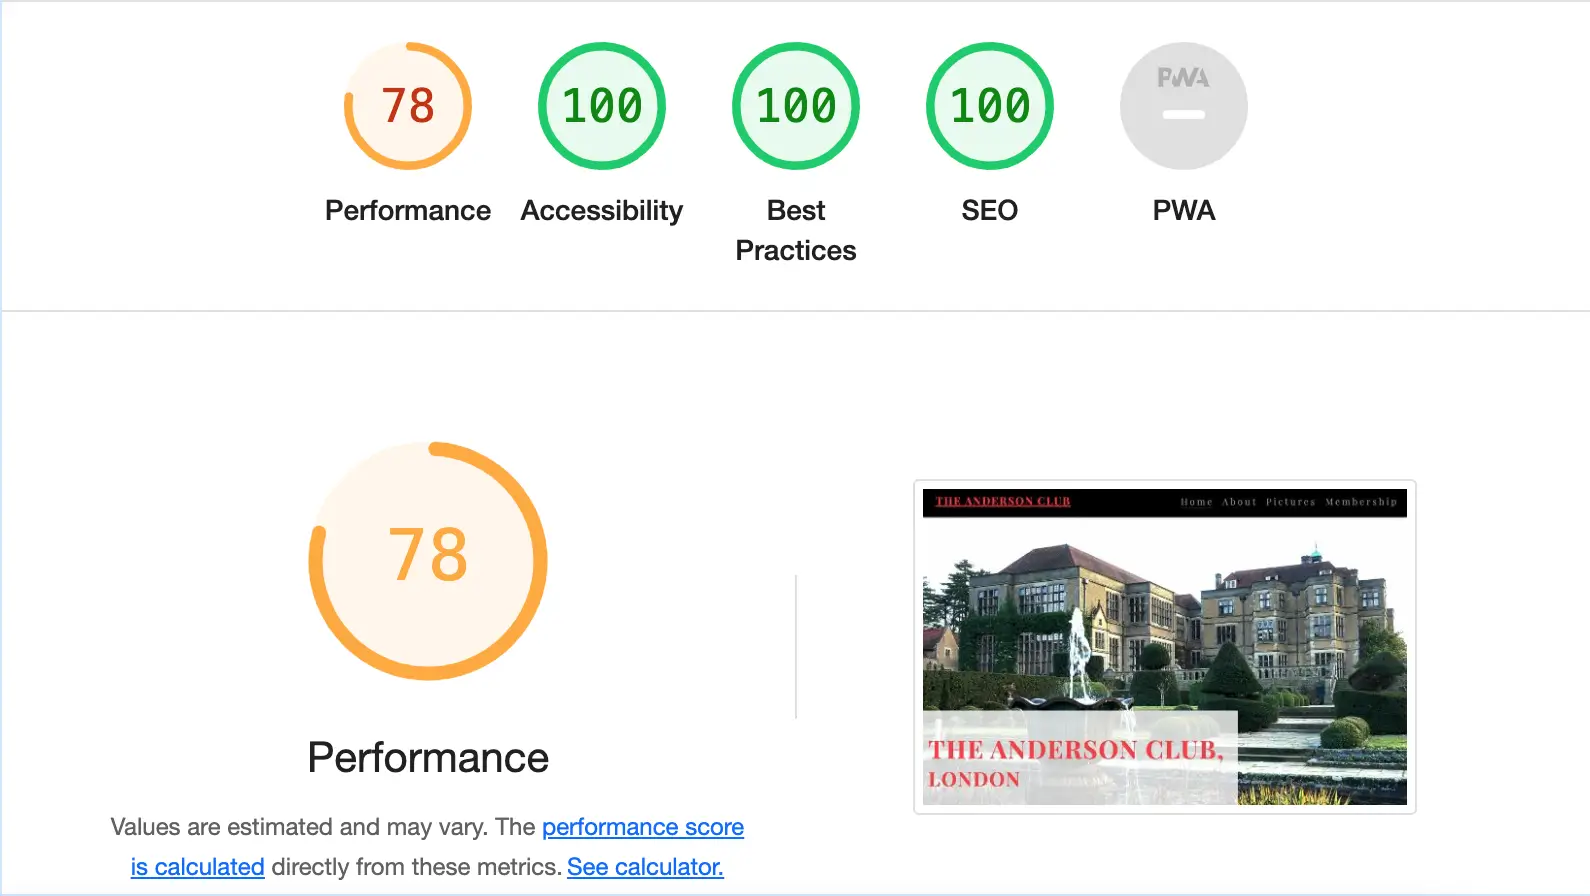 78
100
100
100
PWA
Performance
Accessibility
Best
Practices
SEO
PWA
78
Performance
Values are estimated and may vary. The performance score
is calculated directly from these metrics. See calculator.
THE ANDERSON CLUB
Home About Pictures Membership
THE ANDERSON CLUB,
LONDON